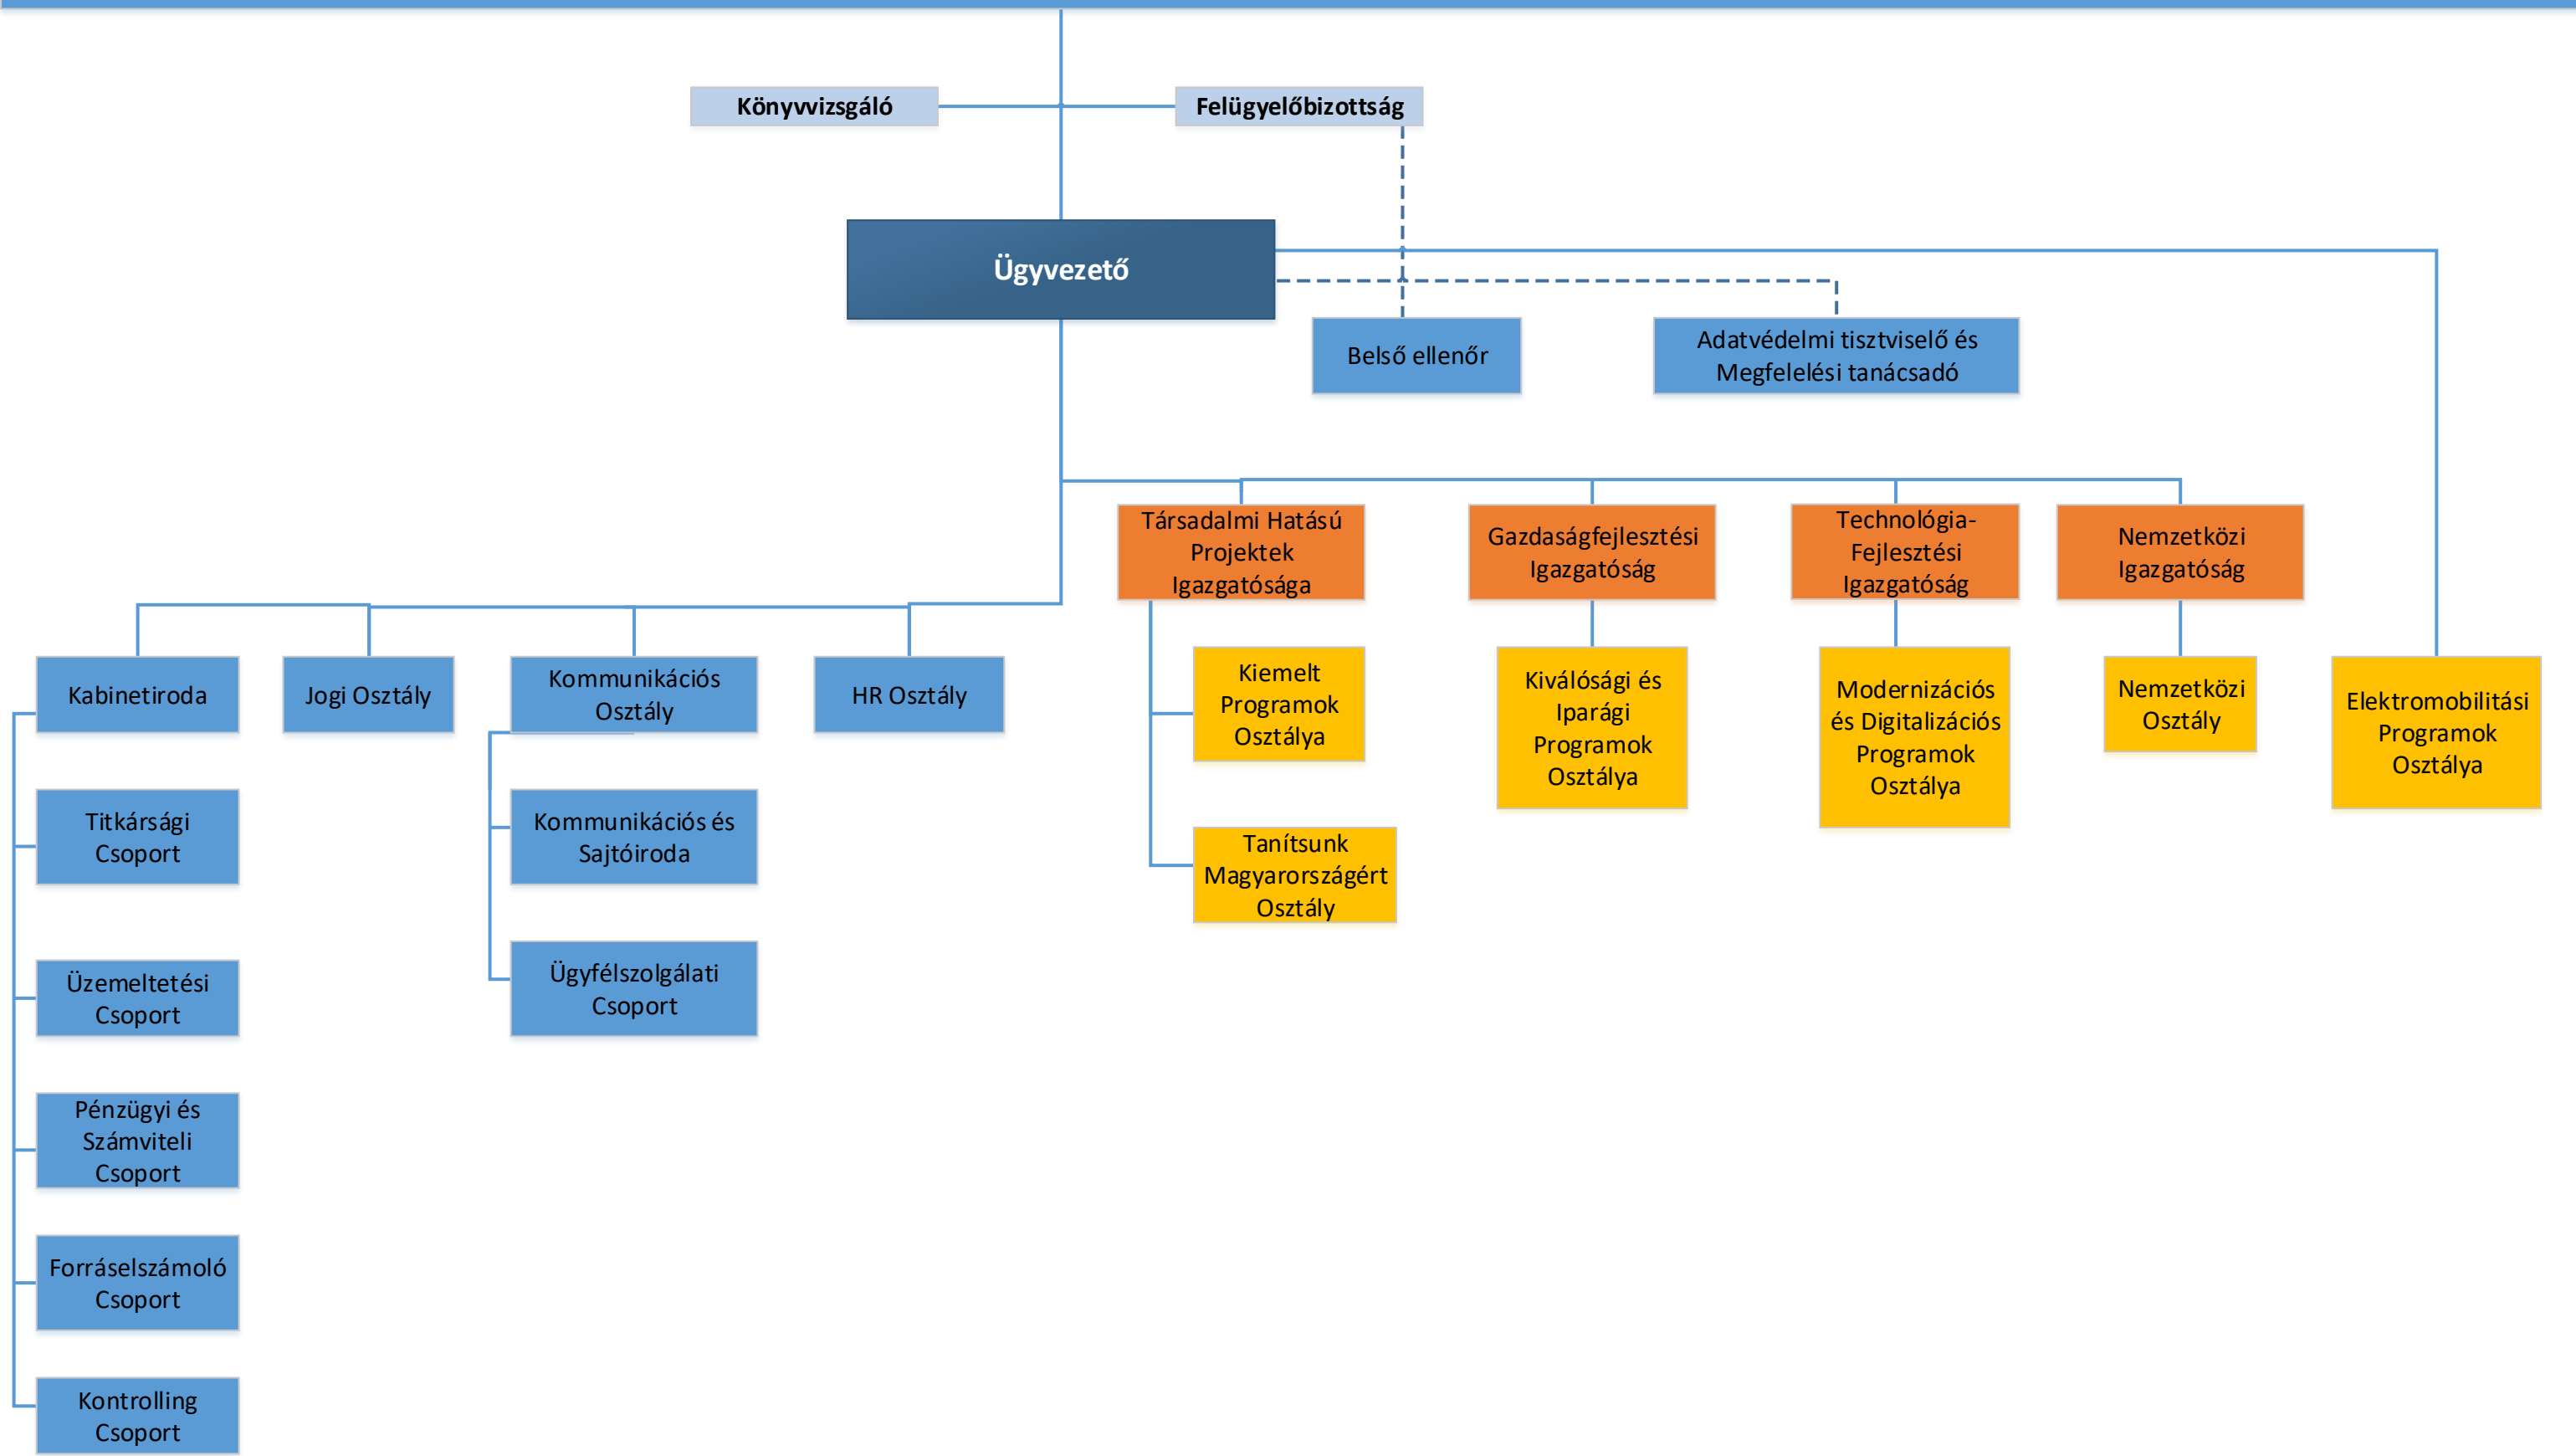 Könyvvizsgáló
Felügyelőbizottság
Ügyvezető
Belső ellenőr
Adatvédelmi tisztviselő és
Megfelelési tanácsadó
Társadalmi Hatású
Projektek
Igazgatósága
Gazdaságfejlesztési
Igazgatóság
Technológia-
Fejlesztési
Igazgatóság
Nemzetközi
Igazgatóság
Kabinetiroda
Jogi Osztály
Kommunikációs
Osztály
HR Osztály
Kiemelt
Programok
Osztálya
Kiválósági és
Iparági
Programok
Osztálya
Modernizációs
és Digitalizációs
Programok
Osztálya
Nemzetközi
Osztály
Elektromobilitási
Programok
Osztálya
Titkársági
Csoport
Kommunikációs és
Sajtóiroda
Tanítsunk
Magyarországért
Osztály
Üzemeltetési
Csoport
Ügyfélszolgálati
Csoport
Pénzügyi és
Számviteli
Csoport
Forráselszámoló
Csoport
Kontrolling
Csoport